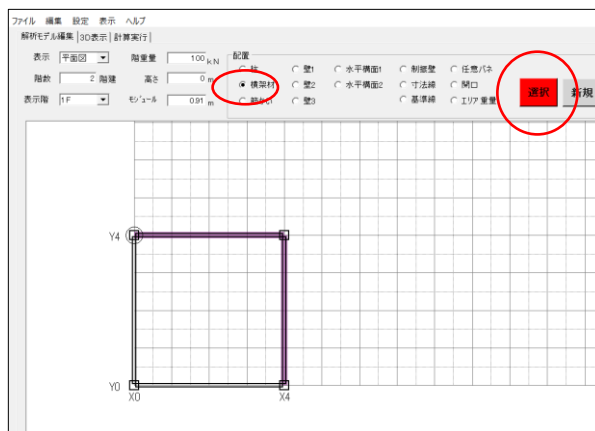 ファイル 編集 設定 表示 ヘルプ
解析モデル編集 3D表示 計算実行
表示 平面図 階重量 100 kN 配置
柱 壁1 水平構面1 制振壁 任意バネ
階数 2 階建 高さ 0 m 横架材 壁2 水平構面2 寸法線 開口
表示階 1F モジュール 0.91 m 壁3 基準線 エリア重量
選択 新規
Y4
Y0
X0 X4